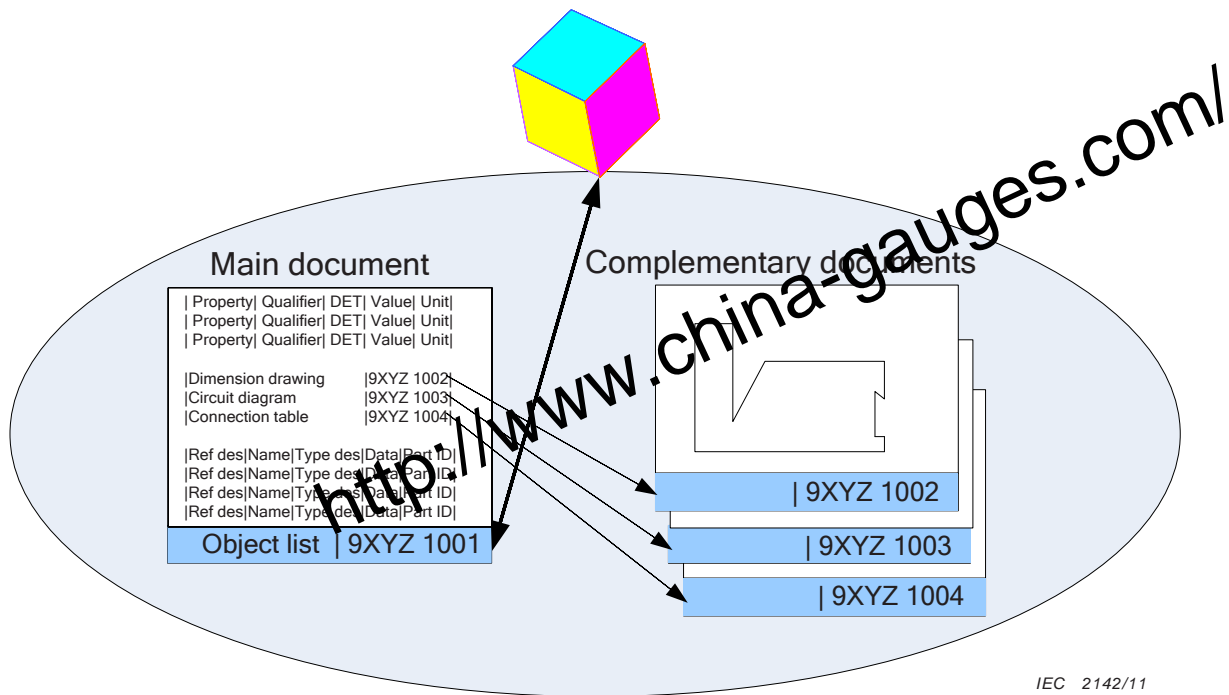 Main document
| Property| Qualifier| DET| Value| Unit|
| Property| Qualifier| DET| Value| Unit|
| Property| Qualifier| DET| Value| Unit|
|Dimension drawing |9XYZ 1002|
|Circuit diagram |9XYZ 1003|
|Connection table |9XYZ 1004|
|Ref des|Name|Type des|Data|Part ID|
|Ref des|Name|Type des|Data|Part ID|
|Ref des|Name|Type des|Data|Part ID|
|Ref des|Name|Type des|Data|Part ID|
Object list | 9XYZ 1001
Complementary documents
| 9XYZ 1002
| 9XYZ 1003
| 9XYZ 1004
http://www.china-gauges.com/
IEC 2142/11